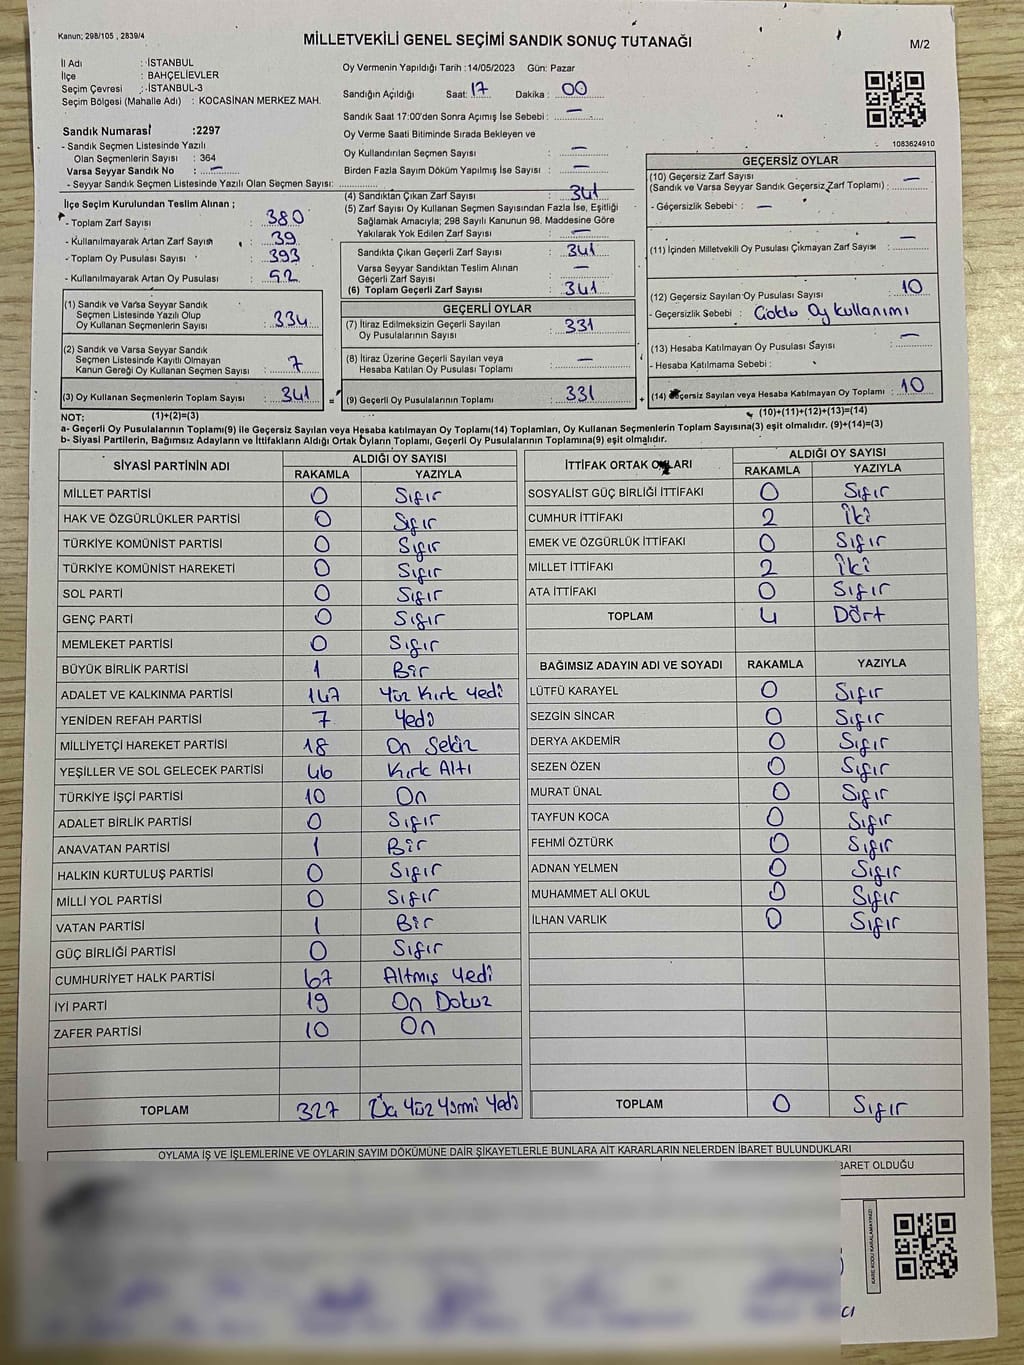 Kanun; 298/105 , 2839/4
MİLLETVEKİLİ GENEL SEÇİMİ SANDIK SONUÇ TUTANAĞI
M/2
İl Adı : İSTANBUL
İlçe : BAHÇELİEVLER
Seçim Çevresi : İSTANBUL-3
Seçim Bölgesi (Mahalle Adı) : KOCASİNAN MERKEZ MAH.
Sandık Numarası :2297
- Sandık Seçmen Listesinde Yazılı
Olan Seçmenlerin Sayısı : 364
Varsa Seyyar Sandık No : —
- Seyyar Sandık Seçmen Listesinde Yazılı Olan Seçmen Sayısı:
Oy Vermenin Yapıldığı Tarih :14/05/2023 Gün: Pazar
Sandığın Açıldığı Saat: 17 Dakika : 00
Sandık Saat 17:00'den Sonra Açımış İse Sebebi : —
Oy Verme Saati Bitiminde Sırada Bekleyen ve
Oy Kullandırılan Seçmen Sayısı : —
Birden Fazla Sayım Döküm Yapılmış İse Sayısı : —
1083624910
İlçe Seçim Kurulundan Teslim Alınan ;
- Toplam Zarf Sayısı : 380
- Kullanılmayarak Artan Zarf Sayısı : 39
- Toplam Oy Pusulası Sayısı : 393
- Kullanılmayarak Artan Oy Pusulası : 52
(1) Sandık ve Varsa Seyyar Sandık
Seçmen Listesinde Yazılı Olup
Oy Kullanan Seçmenlerin Sayısı : 334
(2) Sandık ve Varsa Seyyar Sandık
Seçmen Listesinde Kayıtlı Olmayan
Kanun Gereği Oy Kullanan Seçmen Sayısı : 7
(3) Oy Kullanan Seçmenlerin Toplam Sayısı : 341
(4) Sandıktan Çıkan Zarf Sayısı : 341
(5) Zarf Sayısı Oy Kullanan Seçmen Sayısından Fazla İse, Eşitliği
Sağlamak Amacıyla; 298 Sayılı Kanunun 98. Maddesine Göre
Yakılarak Yok Edilen Zarf Sayısı : —
Sandıkta Çıkan Geçerli Zarf Sayısı : 341
Varsa Seyyar Sandıktan Teslim Alınan
Geçerli Zarf Sayısı : —
(6) Toplam Geçerli Zarf Sayısı : 341
GEÇERLİ OYLAR
(7) İtiraz Edilmeksizin Geçerli Sayılan
Oy Pusulalarının Sayısı : 331
(8) İtiraz Üzerine Geçerli Sayılan veya
Hesaba Katılan Oy Pusulası Toplamı : —
(9) Geçerli Oy Pusulalarının Toplamı : 331
GEÇERSİZ OYLAR
(10) Geçersiz Zarf Sayısı
(Sandık ve Varsa Seyyar Sandık Geçersiz Zarf Toplamı) : —
- Geçersizlik Sebebi : —
(11) İçinden Milletvekili Oy Pusulası Çıkmayan Zarf Sayısı : —
(12) Geçersiz Sayılan Oy Pusulası Sayısı : 10
- Geçersizlik Sebebi : Çoklu Oy kullanımı
(13) Hesaba Katılmayan Oy Pusulası Sayısı : —
- Hesaba Katılmama Sebebi :
(14) Geçersiz Sayılan veya Hesaba Katılmayan Oy Toplamı : 10
NOT: (1)+(2)=(3)
(10)+(11)+(12)+(13)=(14)
a- Geçerli Oy Pusulalarının Toplamı(9) ile Geçersiz Sayılan veya Hesaba katılmayan Oy Toplamı(14) Toplamları, Oy Kullanan Seçmenlerin Toplam Sayısına(3) eşit olmalıdır. (9)+(14)=(3)
b- Siyasi Partilerin, Bağımsız Adayların ve İttifakların Aldığı Ortak Oyların Toplamı, Geçerli Oy Pusulalarının Toplamına(9) eşit olmalıdır.
SİYASİ PARTİNİN ADI ALDIĞI OY SAYISI
RAKAMLA YAZIYLA
MİLLET PARTİSİ 0 Sıfır
HAK VE ÖZGÜRLÜKLER PARTİSİ 0 Sıfır
TÜRKİYE KOMÜNİST PARTİSİ 0 Sıfır
TÜRKİYE KOMÜNİST HAREKETİ 0 Sıfır
SOL PARTİ 0 Sıfır
GENÇ PARTİ 0 Sıfır
MEMLEKET PARTİSİ 0 Sıfır
BÜYÜK BİRLİK PARTİSİ 1 Bir
ADALET VE KALKINMA PARTİSİ 147 Yüz Kırk Yedi
YENİDEN REFAH PARTİSİ 7 Yedi
MİLLİYETÇİ HAREKET PARTİSİ 18 On Sekiz
YEŞİLLER VE SOL GELECEK PARTİSİ 46 Kırk Altı
TÜRKİYE İŞÇİ PARTİSİ 10 On
ADALET BİRLİK PARTİSİ 0 Sıfır
ANAVATAN PARTİSİ 1 Bir
HALKIN KURTULUŞ PARTİSİ 0 Sıfır
MİLLİ YOL PARTİSİ 0 Sıfır
VATAN PARTİSİ 1 Bir
GÜÇ BİRLİĞİ PARTİSİ 0 Sıfır
CUMHURİYET HALK PARTİSİ 67 Altmış Yedi
İYİ PARTİ 19 On Dokuz
ZAFER PARTİSİ 10 On
TOPLAM 327 Üç Yüz Yirmi Yedi
İTTİFAK ORTAK OYLARI ALDIĞI OY SAYISI
RAKAMLA YAZIYLA
SOSYALİST GÜÇ BİRLİĞİ İTTİFAKI 0 Sıfır
CUMHUR İTTİFAKI 2 İki
EMEK VE ÖZGÜRLÜK İTTİFAKI 0 Sıfır
MİLLET İTTİFAKI 2 İki
ATA İTTİFAKI 0 Sıfır
TOPLAM 4 Dört
BAĞIMSIZ ADAYIN ADI VE SOYADI RAKAMLA YAZIYLA
LÜTFÜ KARAYEL 0 Sıfır
SEZGİN SİNCAR 0 Sıfır
DERYA AKDEMİR 0 Sıfır
SEZEN ÖZEN 0 Sıfır
MURAT ÜNAL 0 Sıfır
TAYFUN KOCA 0 Sıfır
FEHMİ ÖZTÜRK 0 Sıfır
ADNAN YELMEN 0 Sıfır
MUHAMMET ALİ OKUL 0 Sıfır
İLHAN VARLIK 0 Sıfır
TOPLAM 0 Sıfır
OYLAMA İŞ VE İŞLEMLERİNE VE OYLARIN SAYIM DÖKÜMÜNE DAİR ŞİKAYETLERLE BUNLARA AİT KARARLARIN NELERDEN İBARET BULUNDUKLARI
BARET OLDUĞU
KARE KODU KARALAMAYINIZ!
CI